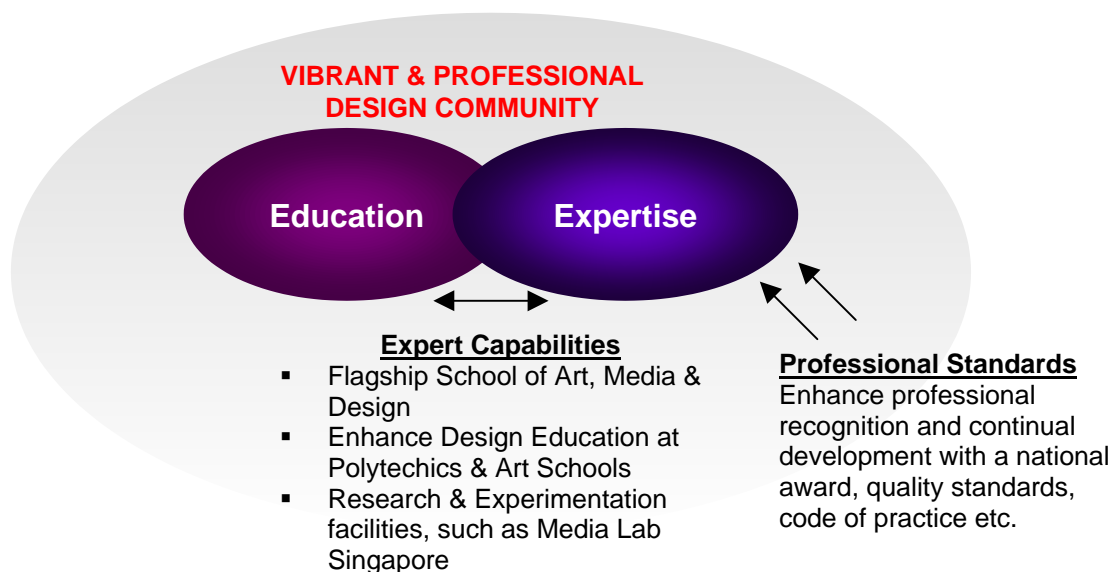 VIBRANT & PROFESSIONAL
DESIGN COMMUNITY
Education
Expertise
Expert Capabilities
▪ Flagship School of Art, Media &
Design
▪ Enhance Design Education at
Polytechics & Art Schools
▪ Research & Experimentation
facilities, such as Media Lab
Singapore
Professional Standards
Enhance professional
recognition and continual
development with a national
award, quality standards,
code of practice etc.